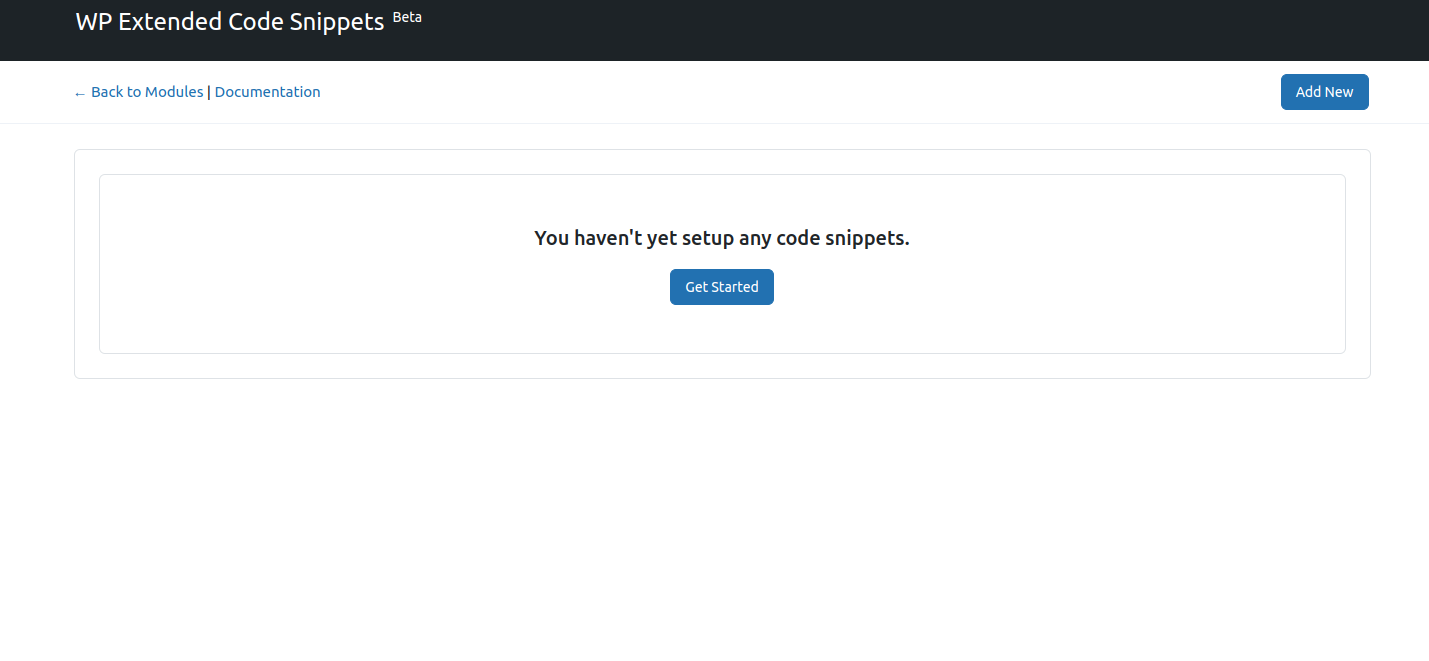 WP Extended Code Snippets Beta
← Back to Modules | Documentation
Add New
You haven't yet setup any code snippets.
Get Started